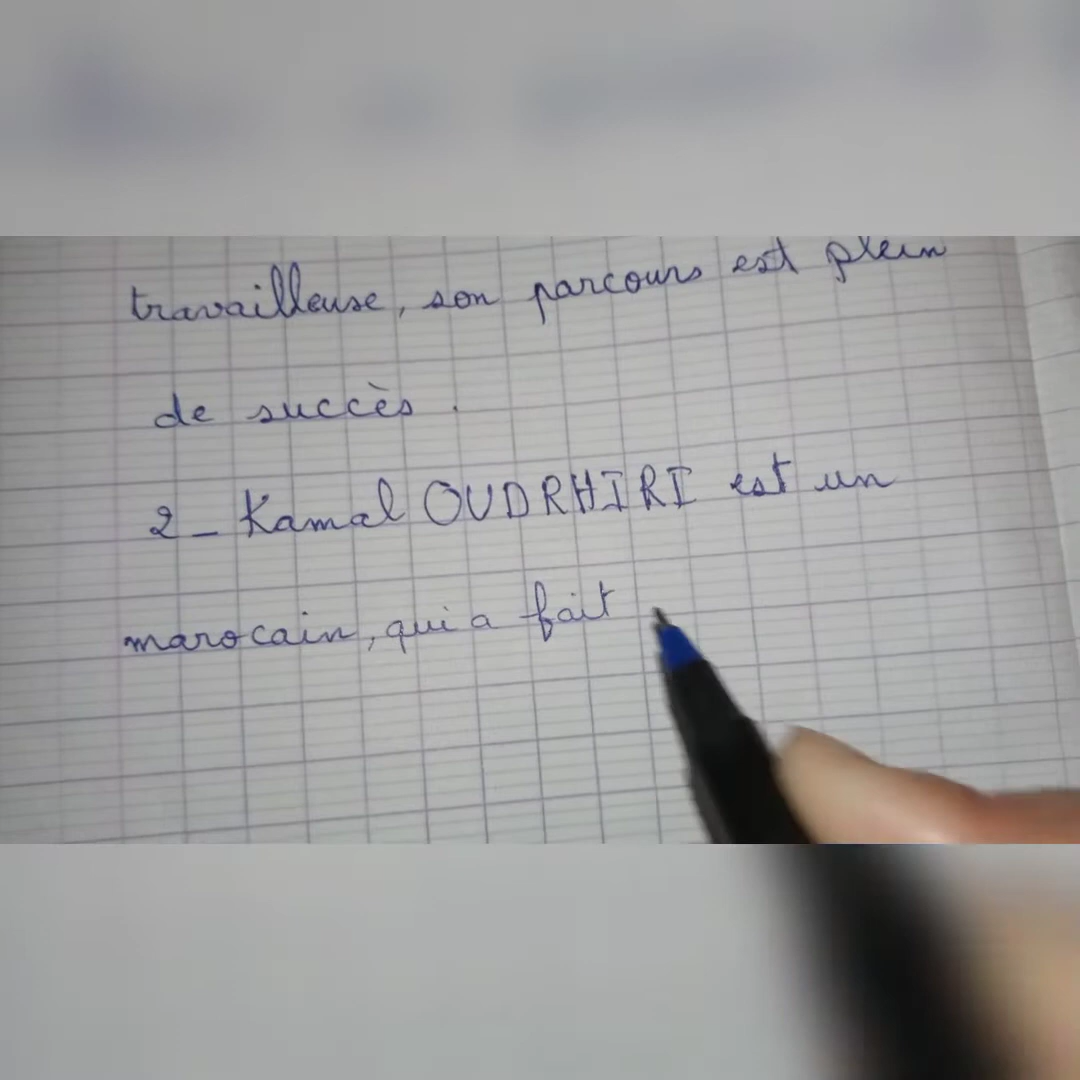 travailleuse, son parcours est plein
de succès.
2_ Kamal OUDRHIRI est un
marocain, qui a fait